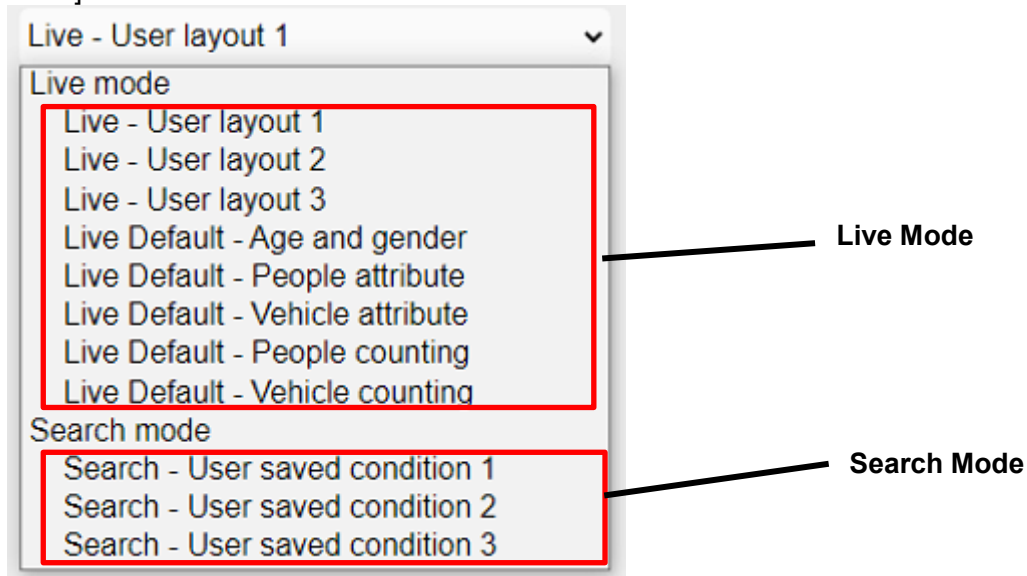 ]
Live - User layout 1
Live mode
Live - User layout 1
Live - User layout 2
Live - User layout 3
Live Default - Age and gender
Live Default - People attribute
Live Default - Vehicle attribute
Live Default - People counting
Live Default - Vehicle counting
Search mode
Search - User saved condition 1
Search - User saved condition 2
Search - User saved condition 3
Live Mode
Search Mode